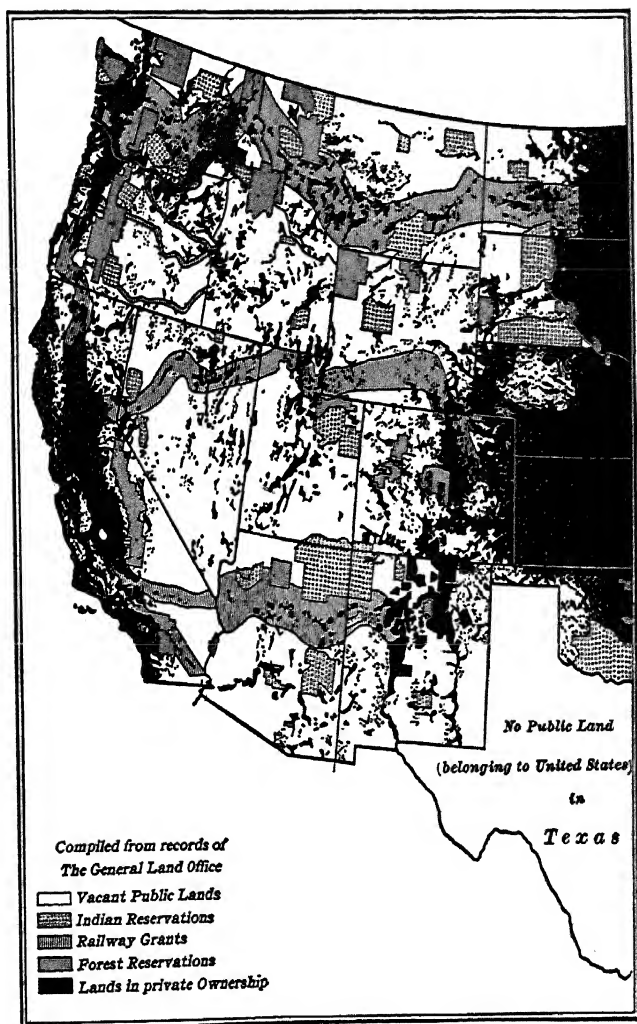 No Public Land
(belonging to United States)
in
Texas
Compiled from records of
The General Land Office
Vacant Public Lands
Indian Reservations
Railway Grants
Forest Reservations
Lands in private Ownership